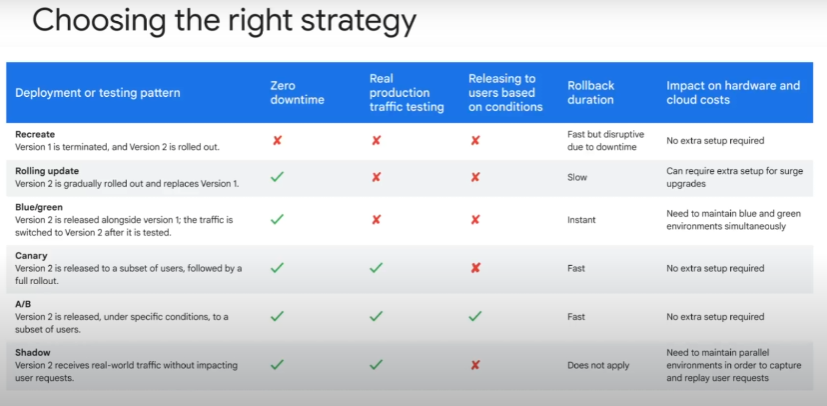 Choosing the right strategy
Deployment or testing pattern
Zero
downtime
Real
production
traffic testing
Releasing to
users based
on conditions
Rollback
duration
Impact on hardware and
cloud costs
Recreate
Version 1 is terminated, and Version 2 is rolled out.
✘ ✘ ✘
Fast but disruptive
due to downtime
No extra setup required
Rolling update
Version 2 is gradually rolled out and replaces Version 1.
✓ ✘ ✘
Slow
Can require extra setup for surge
upgrades
Blue/green
Version 2 is released alongside version 1; the traffic is
switched to Version 2 after it is tested.
✓ ✘ ✘
Instant
Need to maintain blue and green
environments simultaneously
Canary
Version 2 is released to a subset of users, followed by a
full rollout.
✓ ✓ ✘
Fast
No extra setup required
A/B
Version 2 is released, under specific conditions, to a
subset of users.
✓ ✓ ✓
Fast
No extra setup required
Shadow
Version 2 receives real-world traffic without impacting
user requests.
✓ ✓ ✘
Does not apply
Need to maintain parallel
environments in order to capture
and replay user requests